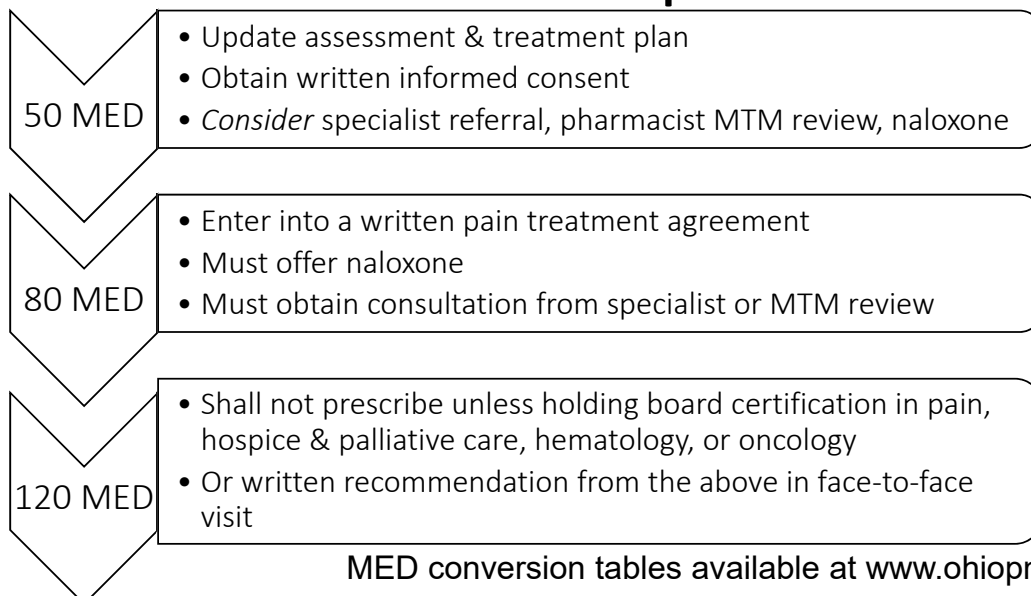 50 MED
• Update assessment & treatment plan
• Obtain written informed consent
• Consider specialist referral, pharmacist MTM review, naloxone
80 MED
• Enter into a written pain treatment agreement
• Must offer naloxone
• Must obtain consultation from specialist or MTM review
120 MED
• Shall not prescribe unless holding board certification in pain,
hospice & palliative care, hematology, or oncology
• Or written recommendation from the above in face-to-face
visit
MED conversion tables available at www.ohiopr